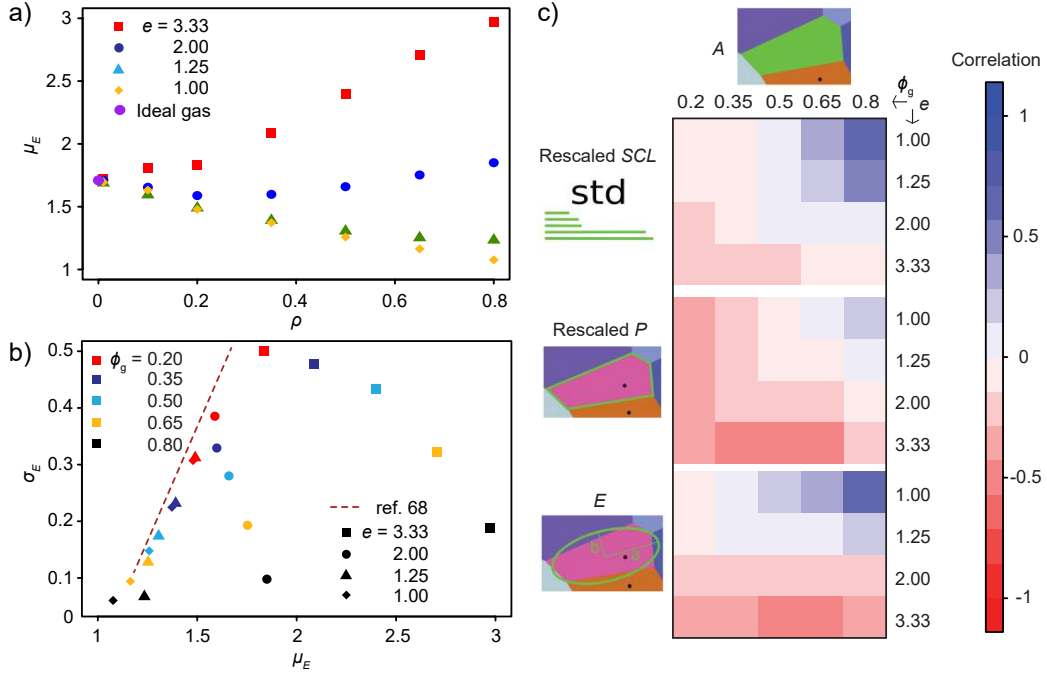 a)
μ_E
3
2.5
2
1.5
1
0 0.2 0.4 0.6 0.8
ρ
e = 3.33
2.00
1.25
1.00
Ideal gas
b)
σ_E
0.5
0.4
0.3
0.2
0.1
0
1 1.5 2 2.5 3
μ_E
ϕ_g = 0.20
0.35
0.50
0.65
0.80
ref. 68
e = 3.33
2.00
1.25
1.00
c)
A
ϕ_g
0.2 0.35 0.5 0.65 0.8 ← e
↓
Rescaled SCL
std
1.00
1.25
2.00
3.33
Rescaled P
1.00
1.25
2.00
3.33
E
b a
1.00
1.25
2.00
3.33
Correlation
1
0.5
0
-0.5
-1